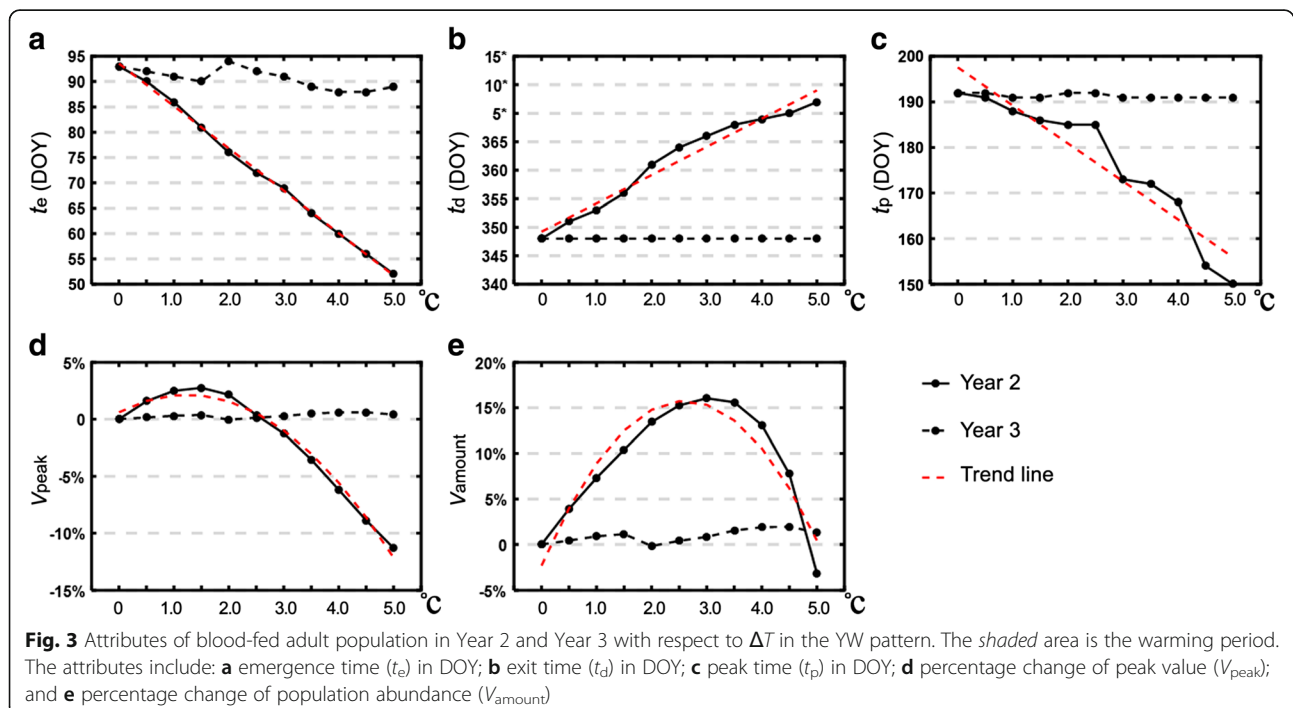 a
b
c
95
90
85
80
75
70
65
60
55
50
te (DOY)
0 1.0 2.0 3.0 4.0 5.0 °C
15*
10*
5*
365
360
355
350
345
340
td (DOY)
0 1.0 2.0 3.0 4.0 5.0 °C
200
190
180
170
160
150
tp (DOY)
0 1.0 2.0 3.0 4.0 5.0 °C
d
e
5%
0
-5%
-10%
-15%
Vpeak
0 1.0 2.0 3.0 4.0 5.0 °C
20%
15%
10%
5%
0
-5%
Vamount
0 1.0 2.0 3.0 4.0 5.0 °C
Year 2
Year 3
Trend line
Fig. 3 Attributes of blood-fed adult population in Year 2 and Year 3 with respect to ΔT in the YW pattern. The shaded area is the warming period.
The attributes include: a emergence time (te) in DOY; b exit time (td) in DOY; c peak time (tp) in DOY; d percentage change of peak value (Vpeak);
and e percentage change of population abundance (Vamount)